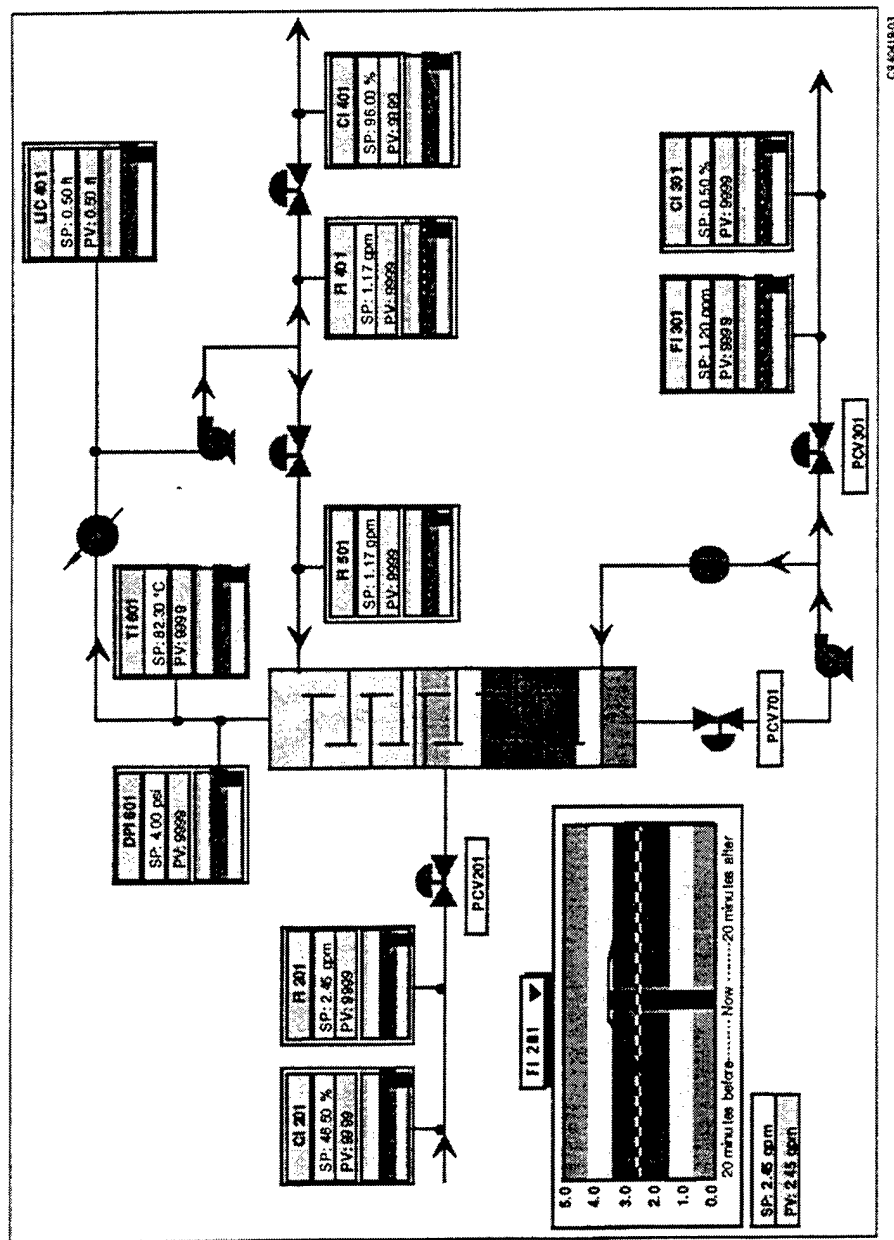 LIC 401
SP: 0.50 ft
PV: 0.50 ft
TI 601
SP: 82.30 °C
PV: 9999
DPI 601
SP: 4.00 psi
PV: 9999
CI 401
SP: 96.00 %
PV: 9999
FI 401
SP: 1.17 gpm
PV: 9999
FI 501
SP: 1.17 gpm
PV: 9999
FI 201
SP: 2.45 gpm
PV: 9999
CI 201
SP: 46.50 %
PV: 9999
PCV201
CI 301
SP: 0.50 %
PV: 9999
FI 301
SP: 1.20 gpm
PV: 9999
PCV301
PCV701
FI 281
5.0
4.0
3.0
2.0
1.0
0.0
20 minutes before--------Now --------20 minutes after
SP: 2.45 gpm
PV: 2.45 gpm